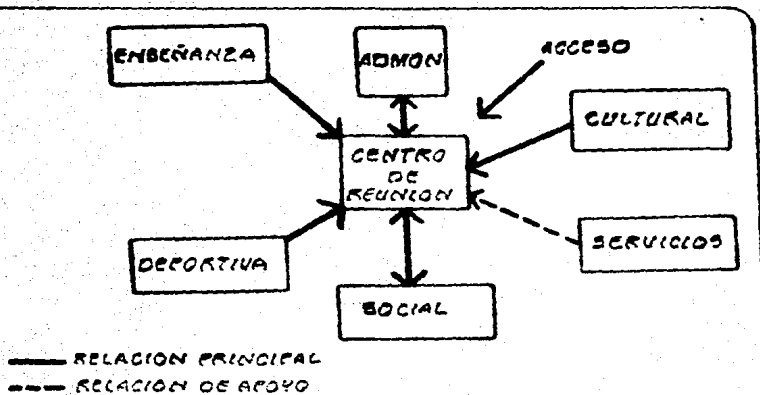 ENSEÑANZA
ADMON
ACCESO
CULTURAL
CENTRO
DE
REUNION
SERVICIOS
DEPORTIVA
SOCIAL
RELACION PRINCIPAL
RELACION DE APOYO